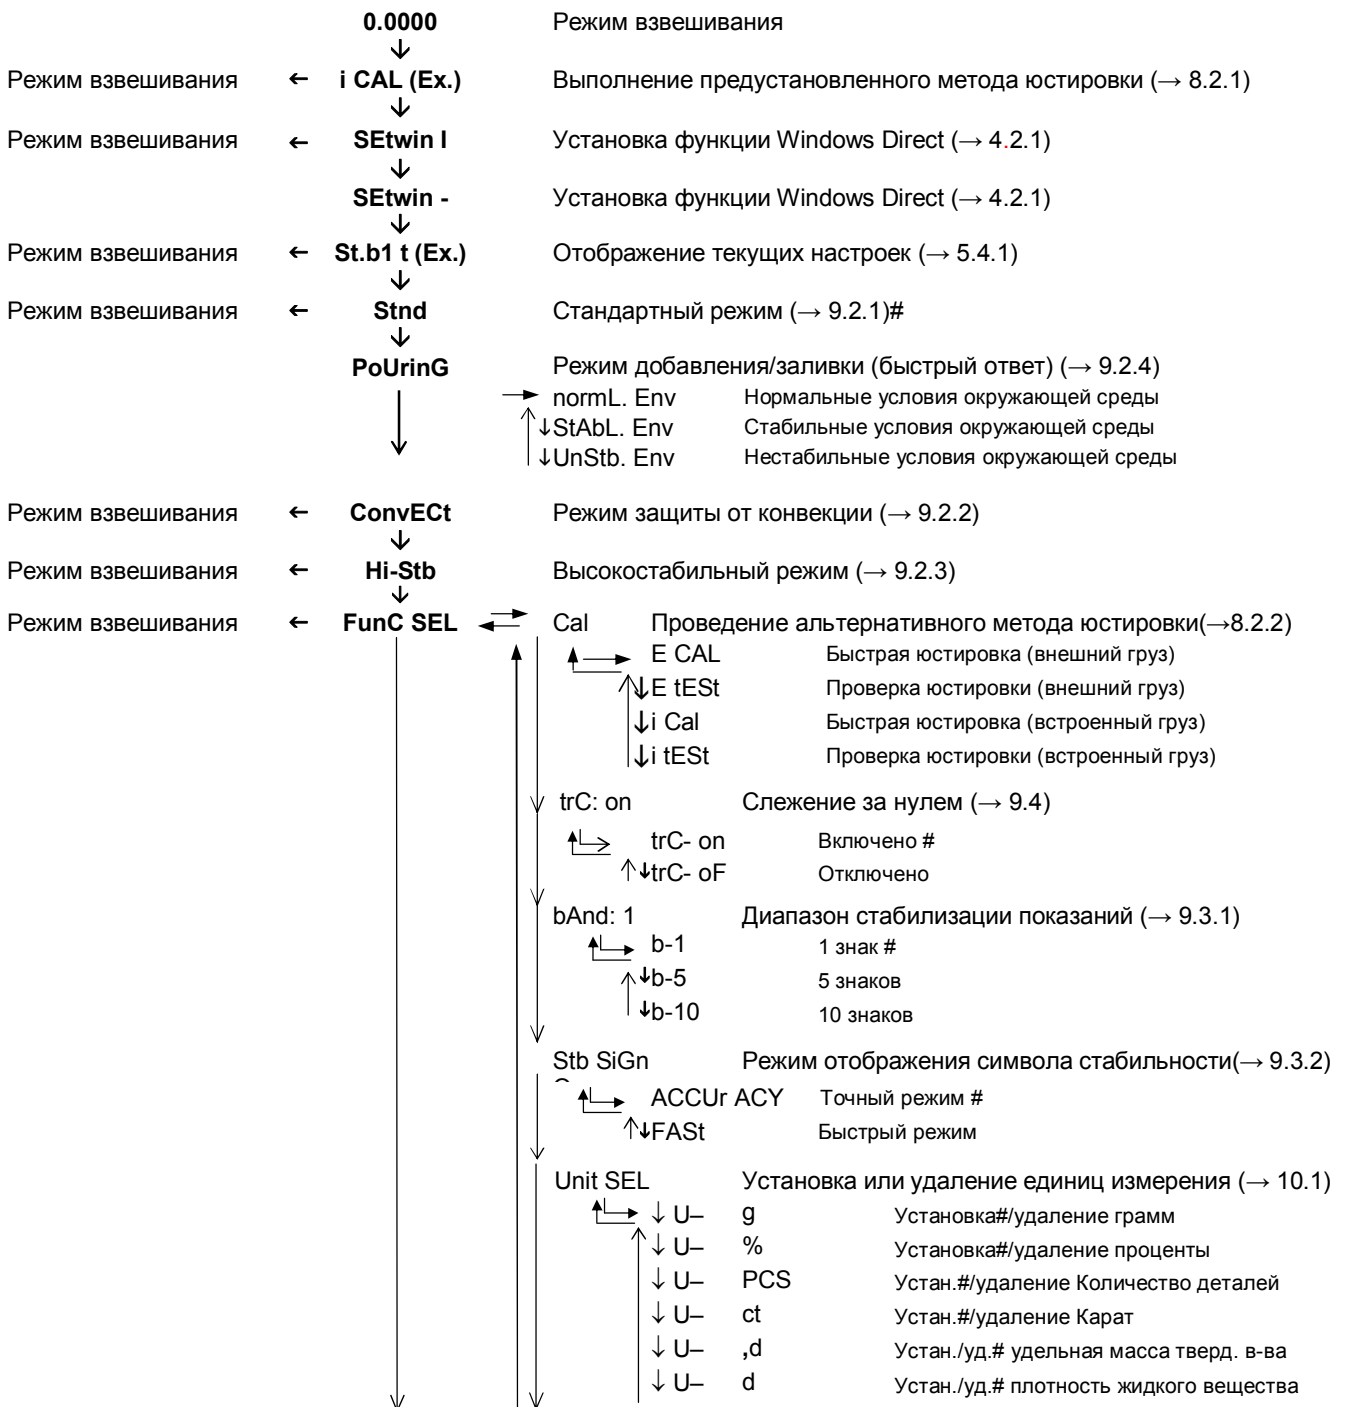 0.0000 Режим взвешивания
Режим взвешивания ← i CAL (Ex.) Выполнение предустановленного метода юстировки (→ 8.2.1)
Режим взвешивания ← SEtwin I Установка функции Windows Direct (→ 4.2.1)
SEtwin - Установка функции Windows Direct (→ 4.2.1)
Режим взвешивания ← St.b1 t (Ex.) Отображение текущих настроек (→ 5.4.1)
Режим взвешивания ← Stnd Стандартный режим (→ 9.2.1)#
PoUrinG Режим добавления/заливки (быстрый ответ) (→ 9.2.4)
normL. Env Нормальные условия окружающей среды
↓StAbL. Env Стабильные условия окружающей среды
↓UnStb. Env Нестабильные условия окружающей среды
Режим взвешивания ← ConvECt Режим защиты от конвекции (→ 9.2.2)
Режим взвешивания ← Hi-Stb Высокостабильный режим (→ 9.2.3)
Режим взвешивания ← FunC SEL Cal Проведение альтернативного метода юстировки(→8.2.2)
E CAL Быстрая юстировка (внешний груз)
↓E tESt Проверка юстировки (внешний груз)
↓i Cal Быстрая юстировка (встроенный груз)
↓i tESt Проверка юстировки (встроенный груз)
trC: on Слежение за нулем (→ 9.4)
trC- on Включено #
↓trC- oF Отключено
bAnd: 1 Диапазон стабилизации показаний (→ 9.3.1)
b-1 1 знак #
↓b-5 5 знаков
↓b-10 10 знаков
Stb SiGn Режим отображения символа стабильности(→ 9.3.2)
ACCUr ACY Точный режим #
↓FASt Быстрый режим
Unit SEL Установка или удаление единиц измерения (→ 10.1)
↓ U– g Установка#/удаление грамм
↓ U– % Установка#/удаление проценты
↓ U– PCS Устан.#/удаление Количество деталей
↓ U– ct Устан.#/удаление Карат
↓ U– ,d Устан./уд.# удельная масса тверд. в-ва
↓ U– d Устан./уд.# плотность жидкого вещества